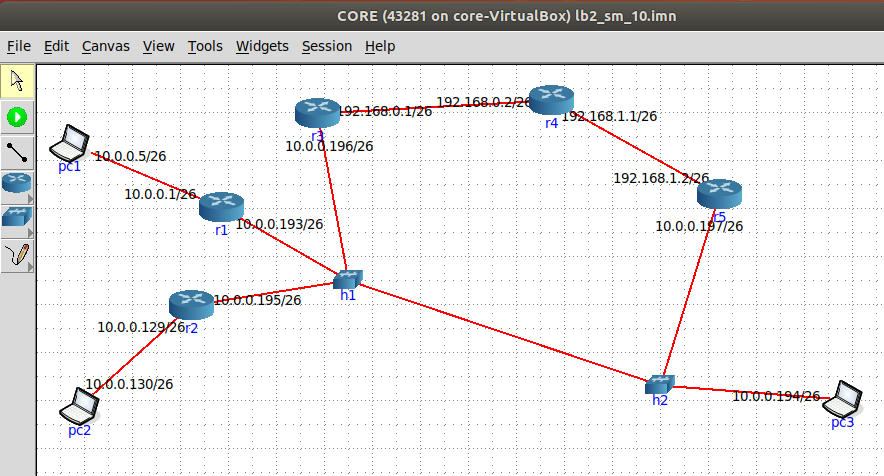 CORE (43281 on core-VirtualBox) lb2_sm_10.imn
File Edit Canvas View Tools Widgets Session Help
192.168.0.1/26
192.168.0.2/26
r4
192.168.1.1/26
r3
10.0.0.196/26
10.0.0.5/26
pc1
192.168.1.2/26
10.0.0.1/26
r1
10.0.0.193/26
r5
10.0.0.197/26
h1
10.0.0.195/26
r2
10.0.0.129/26
10.0.0.130/26
pc2
h2
10.0.0.194/26
pc3